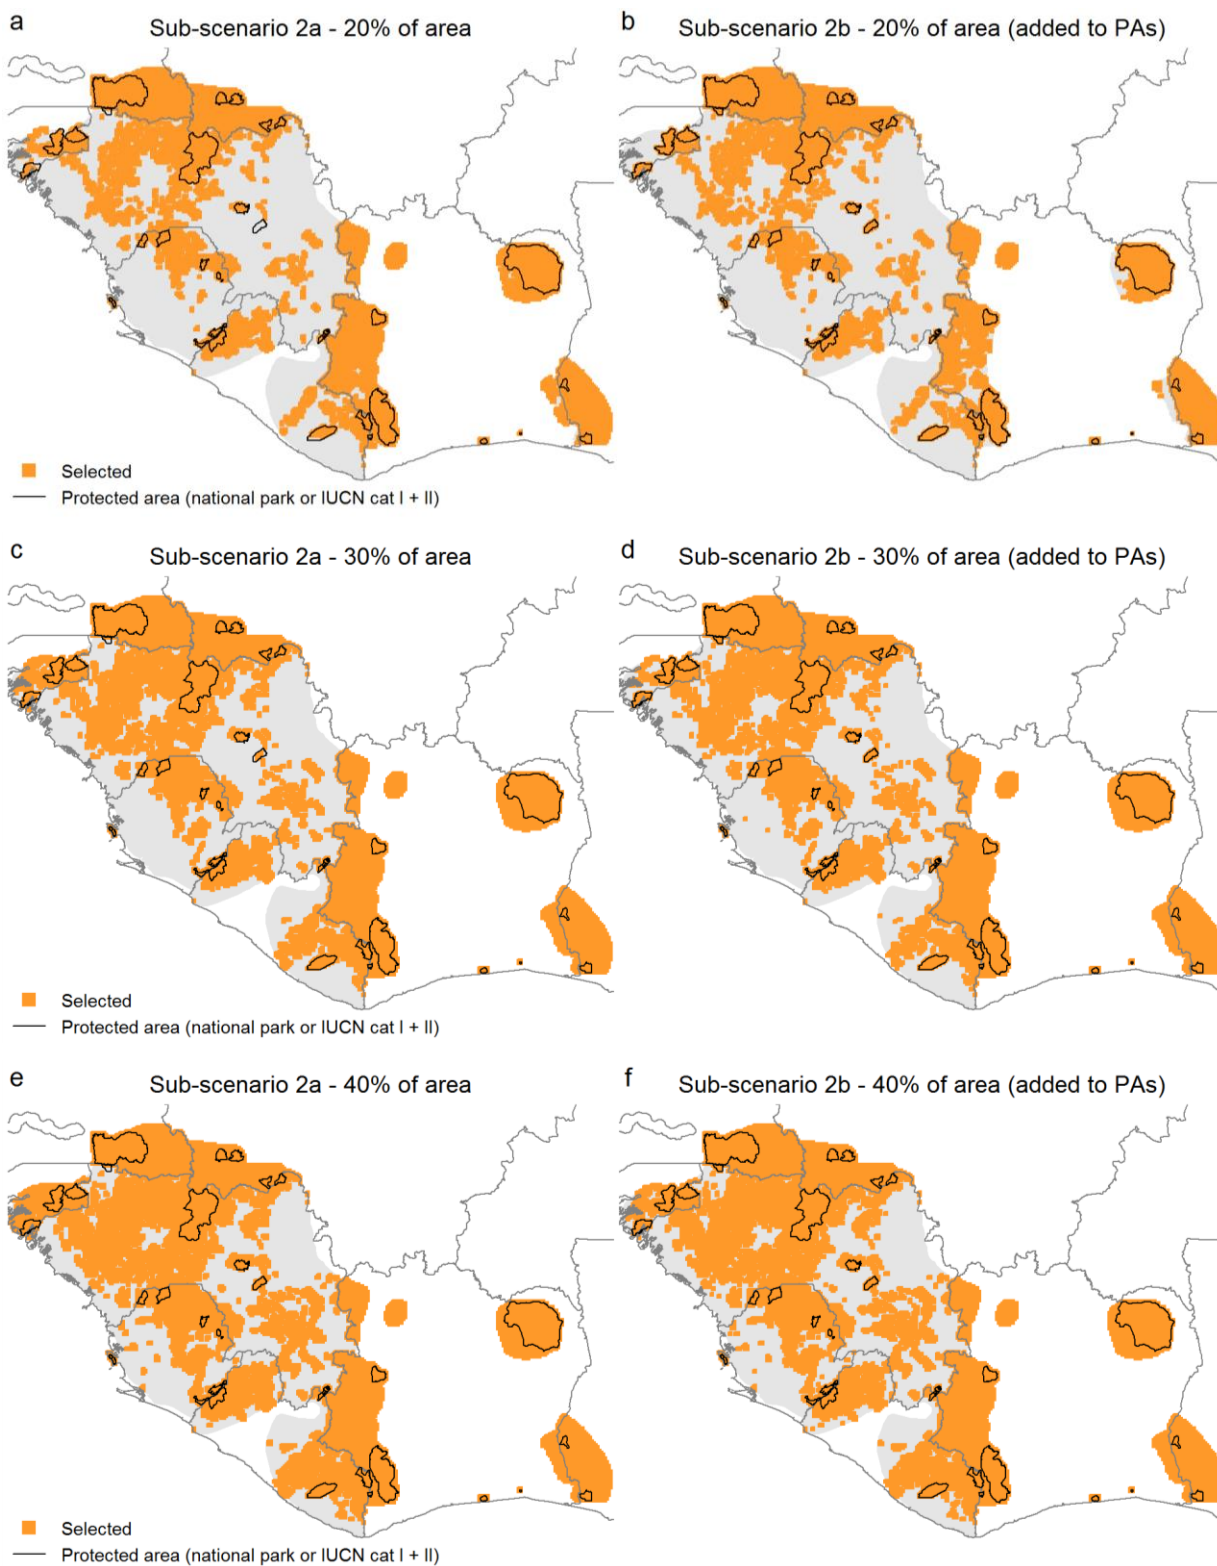 a
Sub-scenario 2a - 20% of area
b
Sub-scenario 2b - 20% of area (added to PAs)
Selected
Protected area (national park or IUCN cat I + II)
c
Sub-scenario 2a - 30% of area
d
Sub-scenario 2b - 30% of area (added to PAs)
Selected
Protected area (national park or IUCN cat I + II)
e
Sub-scenario 2a - 40% of area
f
Sub-scenario 2b - 40% of area (added to PAs)
Selected
Protected area (national park or IUCN cat I + II)